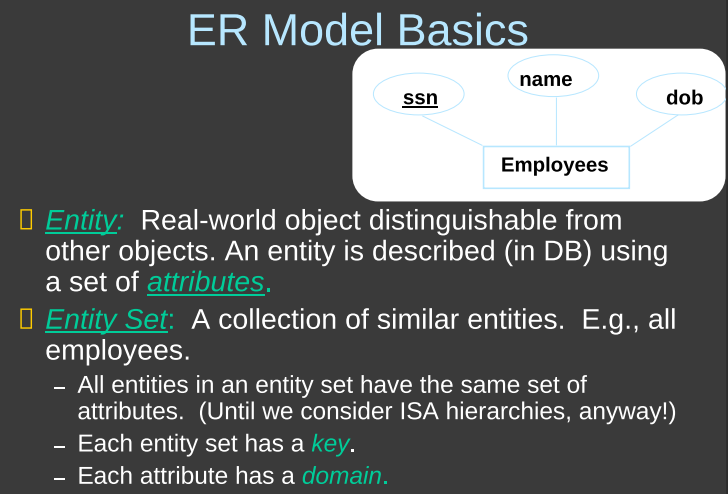 ER Model Basics
name
ssn
dob
Employees
Entity: Real-world object distinguishable from
other objects. An entity is described (in DB) using
a set of attributes.
Entity Set: A collection of similar entities. E.g., all
employees.
– All entities in an entity set have the same set of
attributes. (Until we consider ISA hierarchies, anyway!)
– Each entity set has a key.
– Each attribute has a domain.